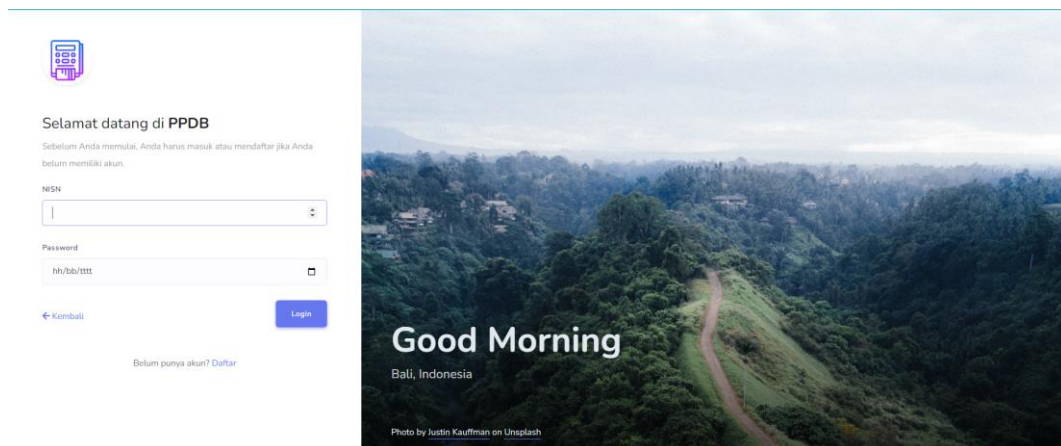 Selamat datang di PPDB
Sebelum Anda memulai, Anda harus masuk atau mendaftar jika Anda
belum memiliki akun.
NISN
Password
hh/bb/tttt
← Kembali
Login
Belum punya akun? Daftar
Good Morning
Bali, Indonesia
Photo by Justin Kauffman on Unsplash